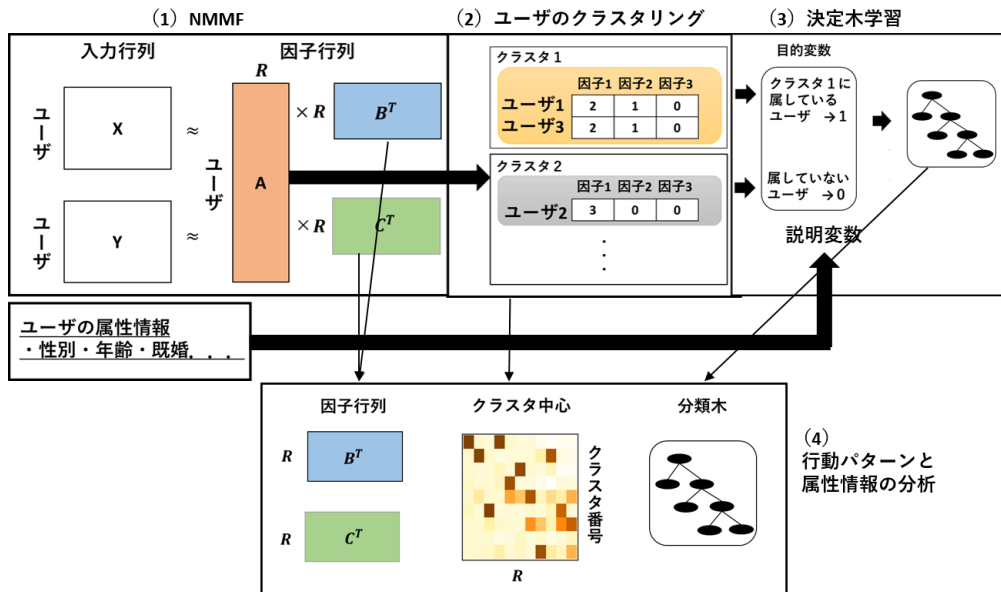 （1）NMMF
入力行列
因子行列
R
ユーザ
X
≈
ユーザ
A
× R
B^T
ユーザ
Y
≈
× R
C^T
（2）ユーザのクラスタリング
クラスタ１
因子1 因子2 因子3
ユーザ1 2 1 0
ユーザ3 2 1 0
クラスタ２
因子1 因子2 因子3
ユーザ2 3 0 0
・
・
・
（3）決定木学習
目的変数
クラスタ１に
属している
ユーザ →1
属していない
ユーザ →0
説明変数
ユーザの属性情報
・性別・年齢・既婚．．．
因子行列
R
B^T
R
C^T
クラスタ中心
クラスタ番号
R
分類木
（4）
行動パターンと
属性情報の分析